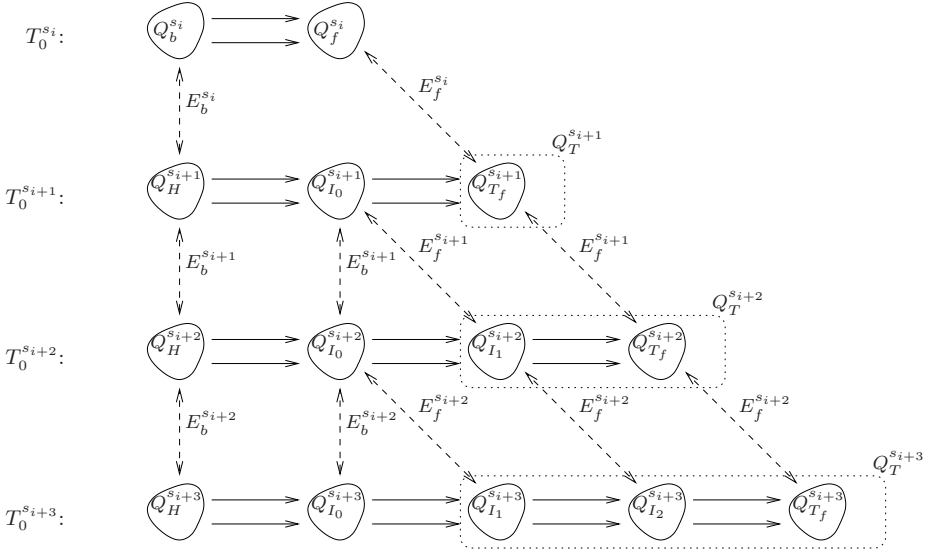 T_0^{s_i}: Q_b^{s_i} Q_f^{s_i}
E_b^{s_i} E_f^{s_i}
Q_T^{s_{i+1}}
T_0^{s_{i+1}}: Q_H^{s_{i+1}} Q_{I_0}^{s_{i+1}} Q_{T_f}^{s_{i+1}}
E_b^{s_{i+1}} E_b^{s_{i+1}} E_f^{s_{i+1}} E_f^{s_{i+1}}
Q_T^{s_{i+2}}
T_0^{s_{i+2}}: Q_H^{s_{i+2}} Q_{I_0}^{s_{i+2}} Q_{I_1}^{s_{i+2}} Q_{T_f}^{s_{i+2}}
E_b^{s_{i+2}} E_b^{s_{i+2}} E_f^{s_{i+2}} E_f^{s_{i+2}} E_f^{s_{i+2}}
Q_T^{s_{i+3}}
T_0^{s_{i+3}}: Q_H^{s_{i+3}} Q_{I_0}^{s_{i+3}} Q_{I_1}^{s_{i+3}} Q_{I_2}^{s_{i+3}} Q_{T_f}^{s_{i+3}}